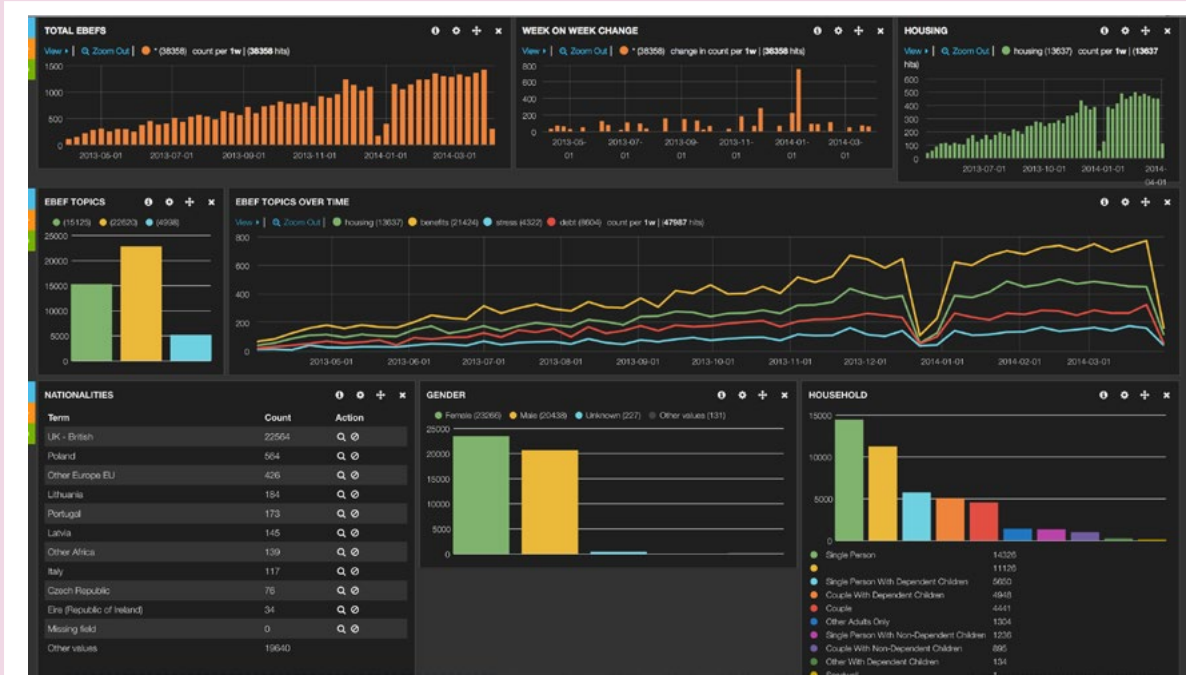 TOTAL EBEFS
View | Zoom Out | * (38358) count per 1w | (38358 hits)
1500
1000
500
0
2013-05-01 2013-07-01 2013-09-01 2013-11-01 2014-01-01 2014-03-01
WEEK ON WEEK CHANGE
View | Zoom Out | * (38358) change in count per 1w | (38358 hits)
800
600
400
200
0
2013-05-01 2013-07-01 2013-09-01 2013-11-01 2014-01-01 2014-03-01
HOUSING
View | Zoom Out | housing (13637) count per 1w | (13637 hits)
600
500
400
300
200
100
0
2013-07-01 2013-10-01 2014-01-01 2014-04-01
EBEF TOPICS
(15125) (22620) (4998)
25000
20000
15000
10000
5000
0
EBEF TOPICS OVER TIME
View | Zoom Out | housing (13637) benefits (21424) stress (4322) debt (8604) count per 1w | (47987 hits)
800
600
400
200
0
2013-05-01 2013-06-01 2013-07-01 2013-08-01 2013-09-01 2013-10-01 2013-11-01 2013-12-01 2014-01-01 2014-02-01 2014-03-01
NATIONALITIES
Term Count Action
UK - British 22564
Poland 564
Other Europe EU 426
Lithuania 184
Portugal 173
Latvia 145
Other Africa 139
Italy 117
Czech Republic 76
Eire (Republic of Ireland) 34
Missing field 0
Other values 19640
GENDER
Female (23266) Male (20438) Unknown (227) Other values (131)
25000
20000
15000
10000
5000
0
HOUSEHOLD
15000
10000
5000
0
Single Person 14326
11126
Single Person With Dependent Children 5650
Couple With Dependent Children 4948
Couple 4441
Other Adults Only 1304
Single Person With Non-Dependent Children 1236
Couple With Non-Dependent Children 895
Other With Dependent Children 134